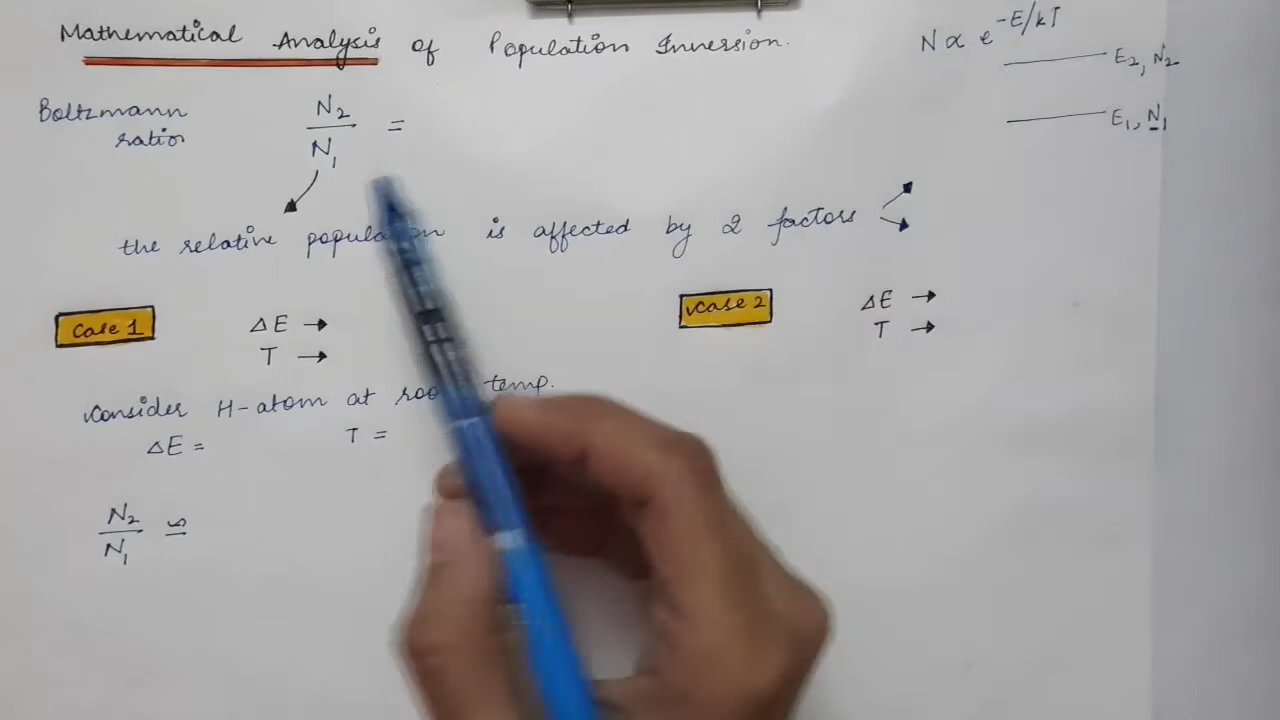 Mathematical Analysis of Population Inversion.
N ∝ e^-E/kT
E2, N2
E1, N1
Boltzmann ratio
N2/N1 =
the relative population is affected by 2 factors
Case 1
ΔE →
T →
Case 2
ΔE →
T →
Consider H-atom at room temp.
ΔE = T =
N2/N1 ≃